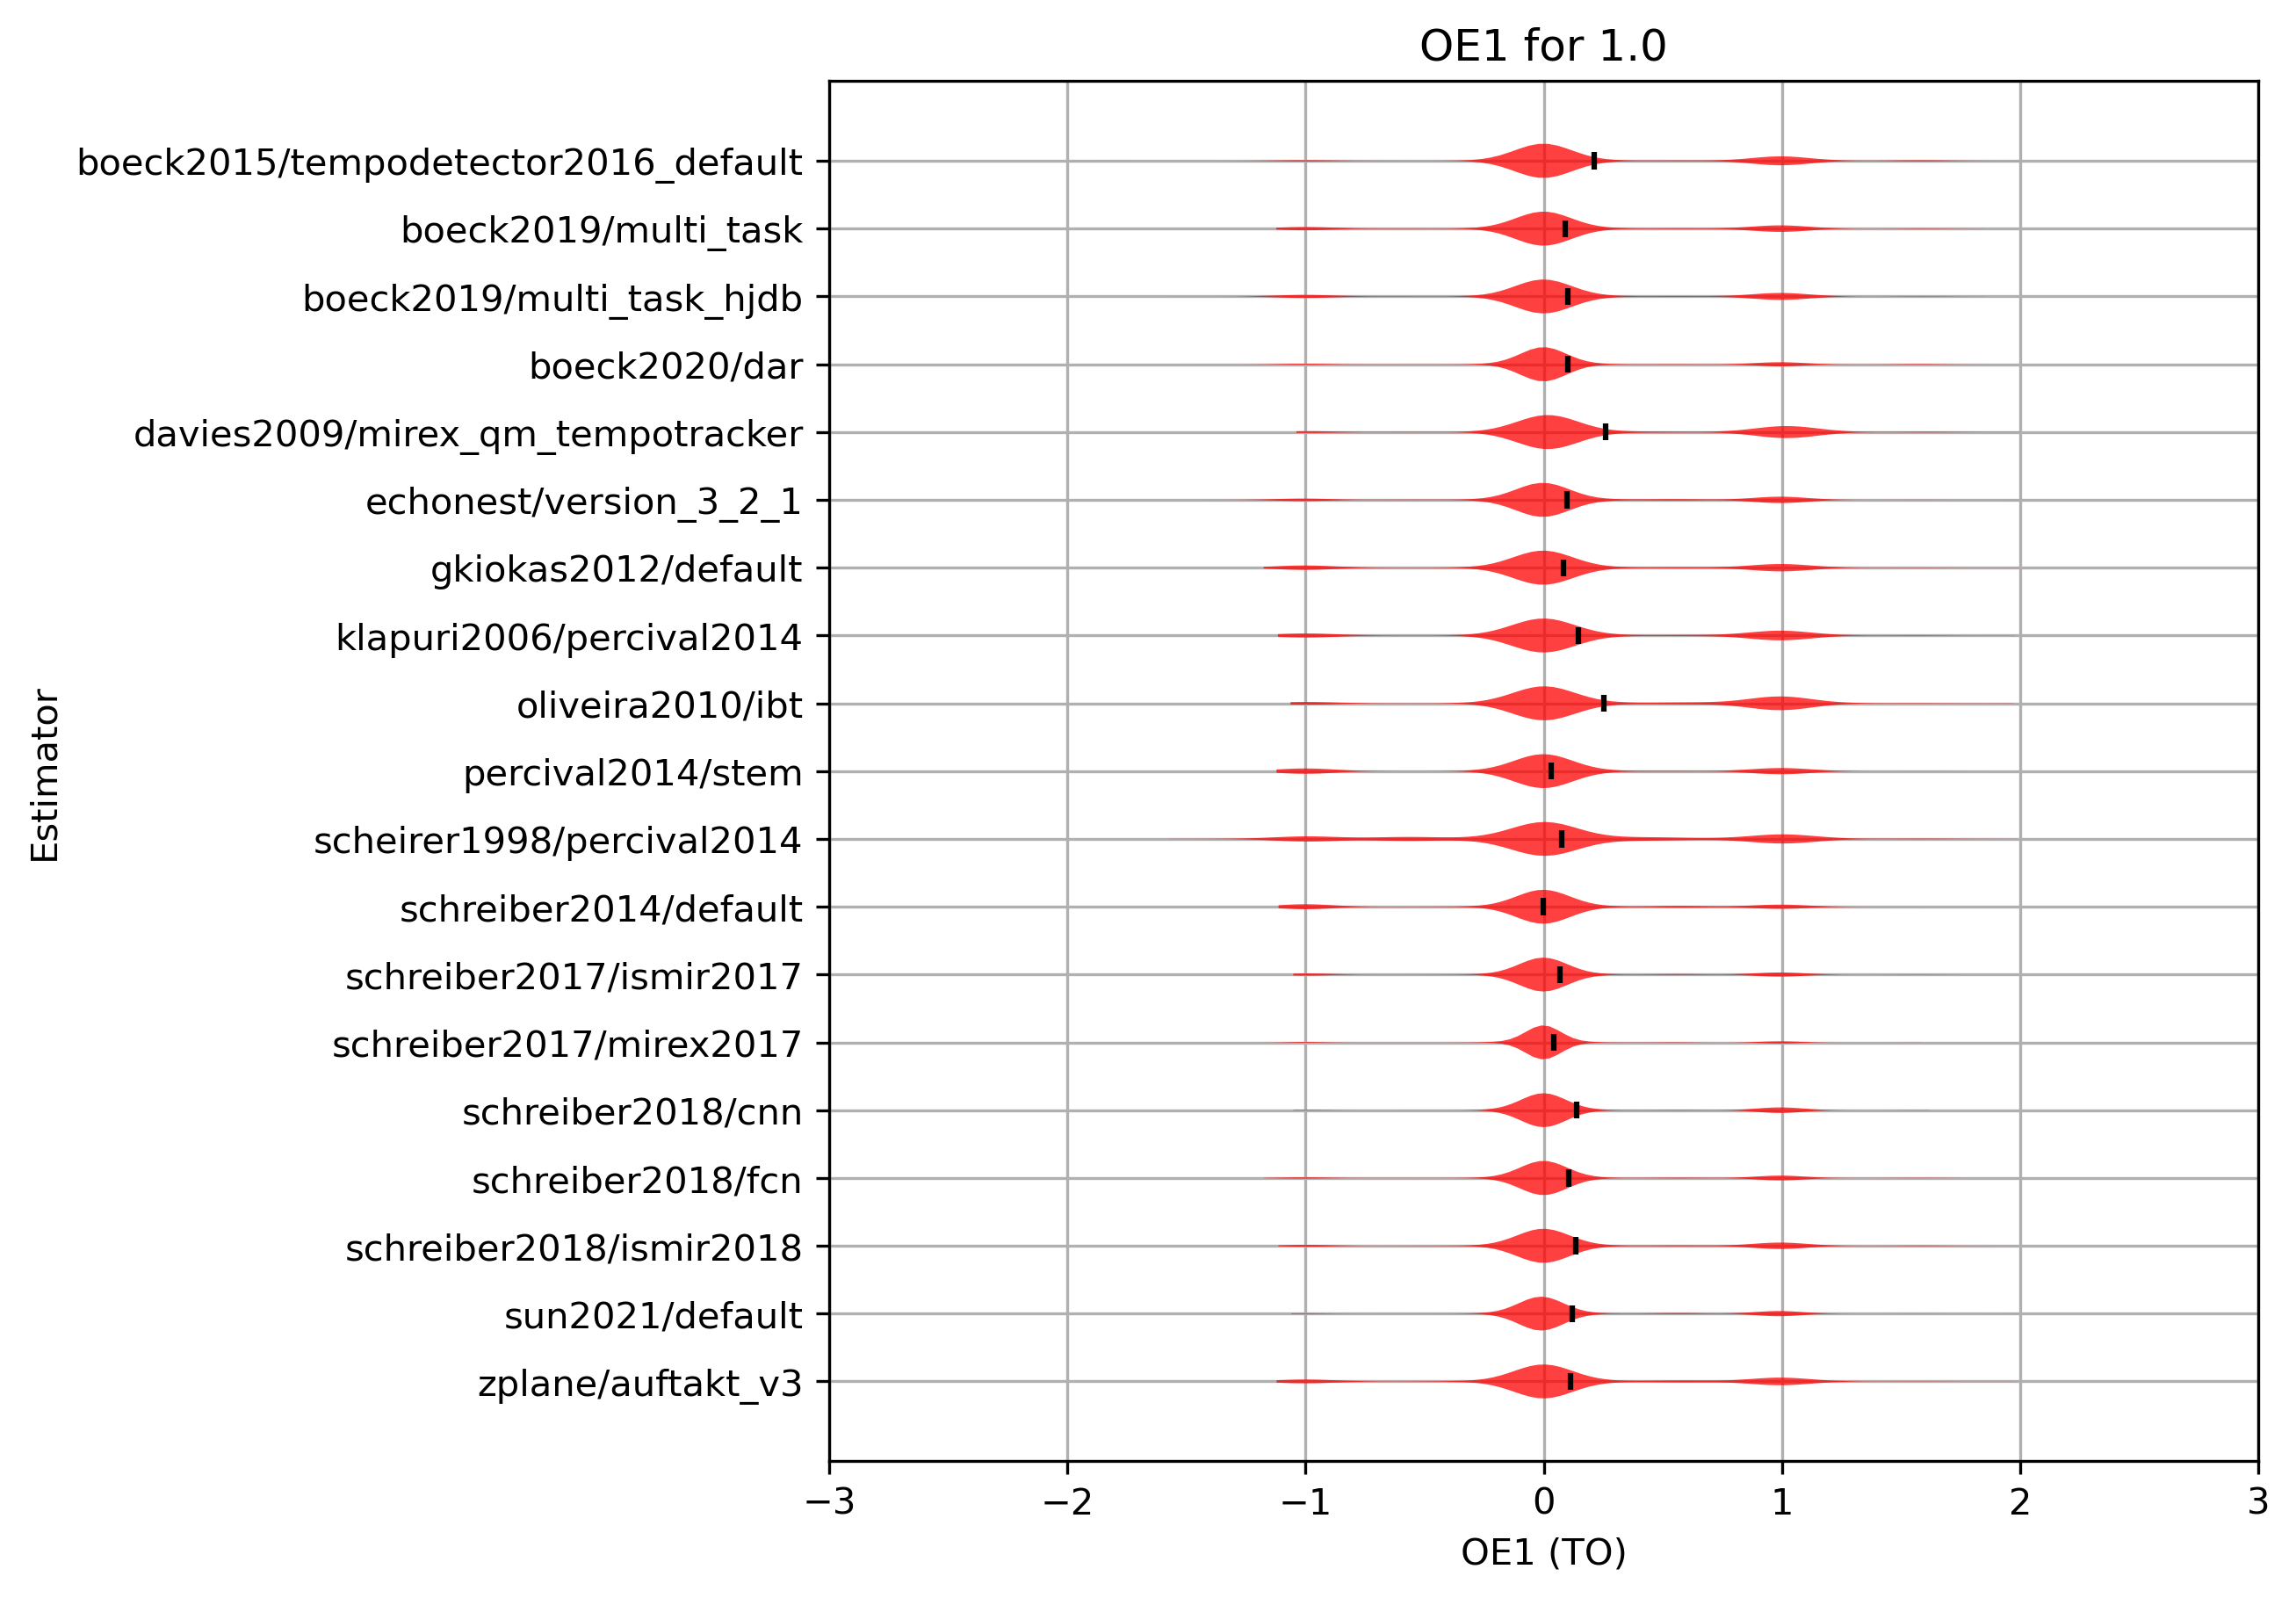 OE1 for 1.0
boeck2015/tempodetector2016_default
boeck2019/multi_task
boeck2019/multi_task_hjdb
boeck2020/dar
davies2009/mirex_qm_tempotracker
echonest/version_3_2_1
gkiokas2012/default
klapuri2006/percival2014
oliveira2010/ibt
percival2014/stem
scheirer1998/percival2014
schreiber2014/default
schreiber2017/ismir2017
schreiber2017/mirex2017
schreiber2018/cnn
schreiber2018/fcn
schreiber2018/ismir2018
sun2021/default
zplane/auftakt_v3
Estimator
−3 −2 −1 0 1 2 3
OE1 (TO)